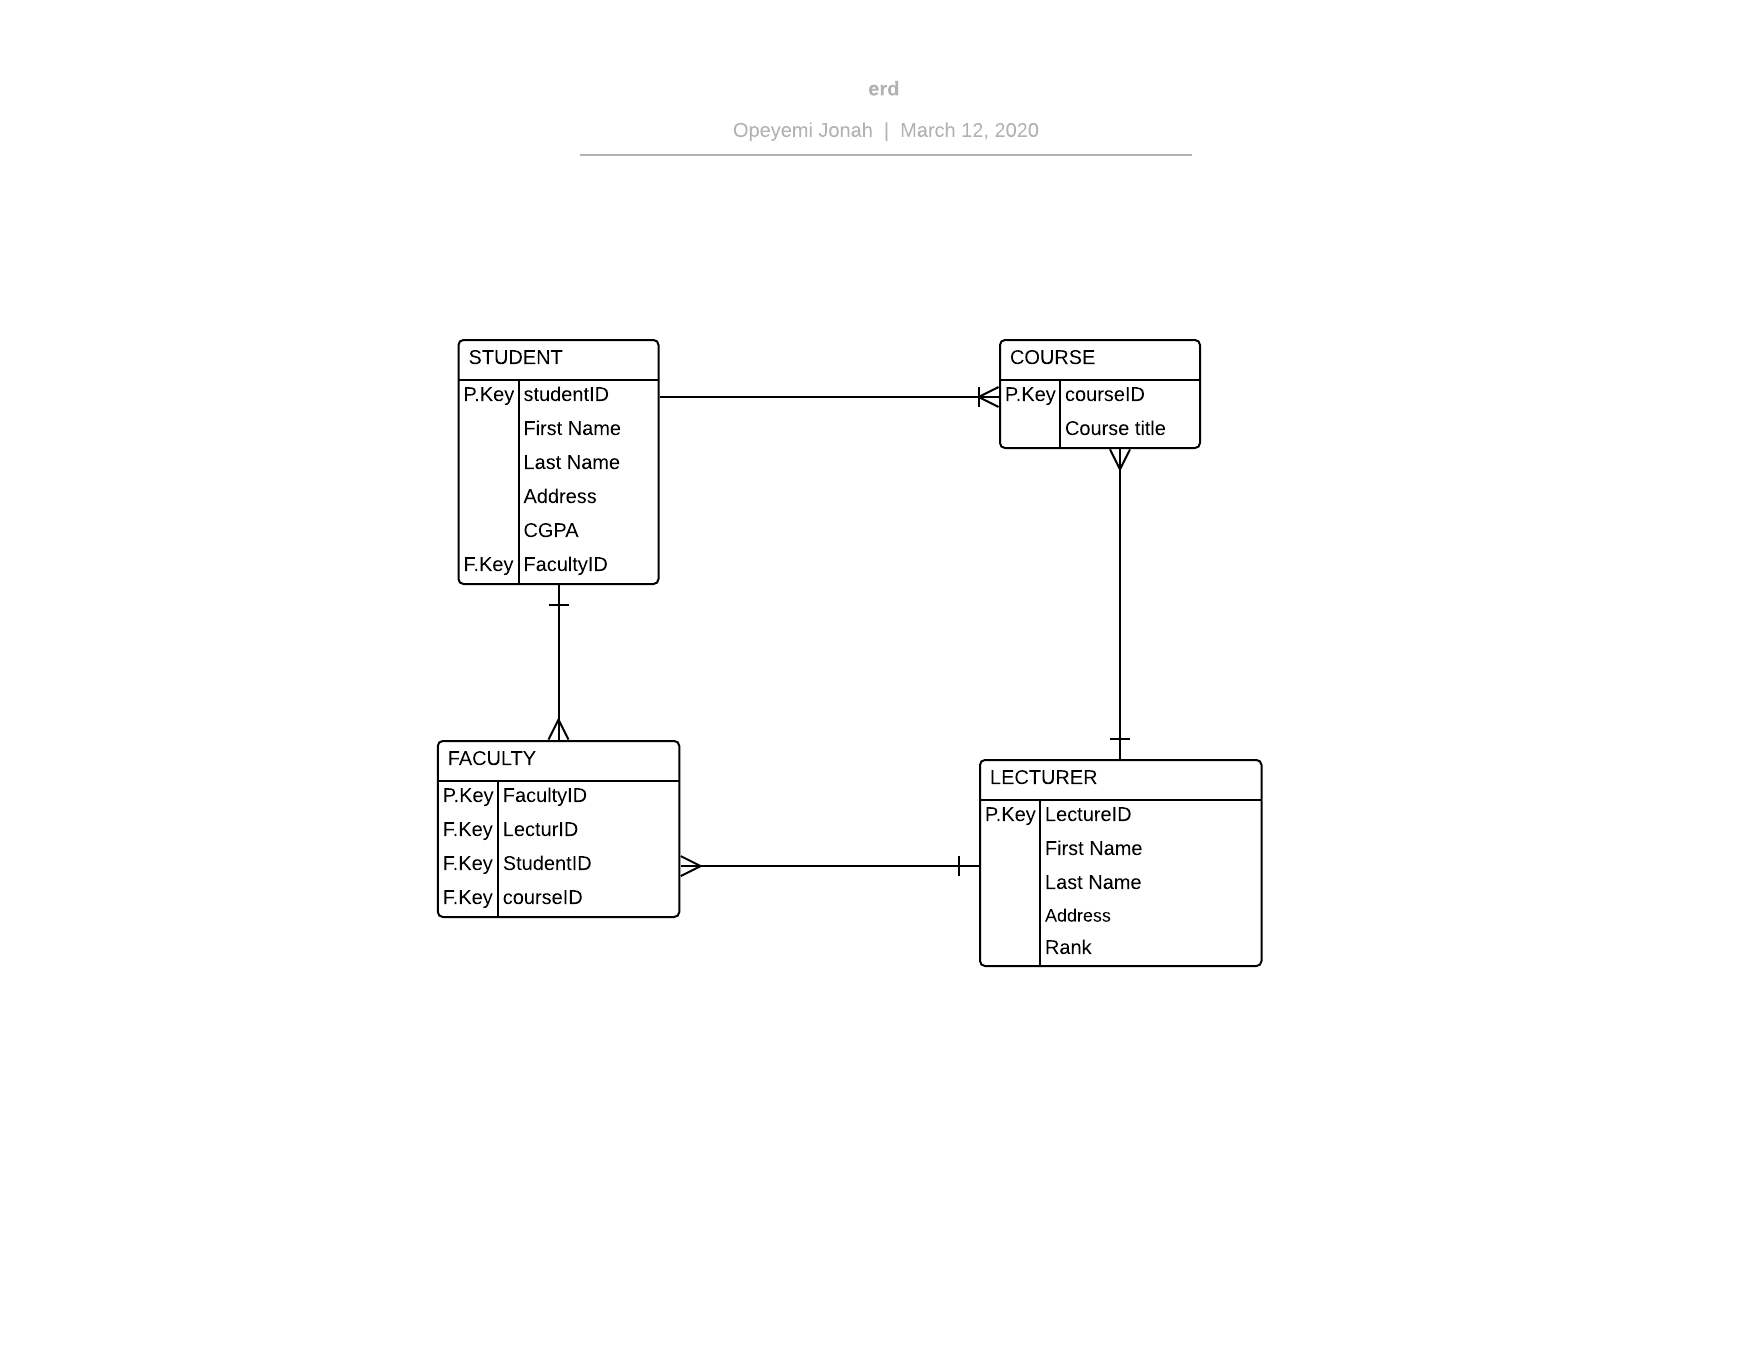 erd
Opeyemi Jonah | March 12, 2020
STUDENT
P.Key studentID
First Name
Last Name
Address
CGPA
F.Key FacultyID
COURSE
P.Key courseID
Course title
FACULTY
P.Key FacultyID
F.Key LecturID
F.Key StudentID
F.Key courseID
LECTURER
P.Key LectureID
First Name
Last Name
Address
Rank